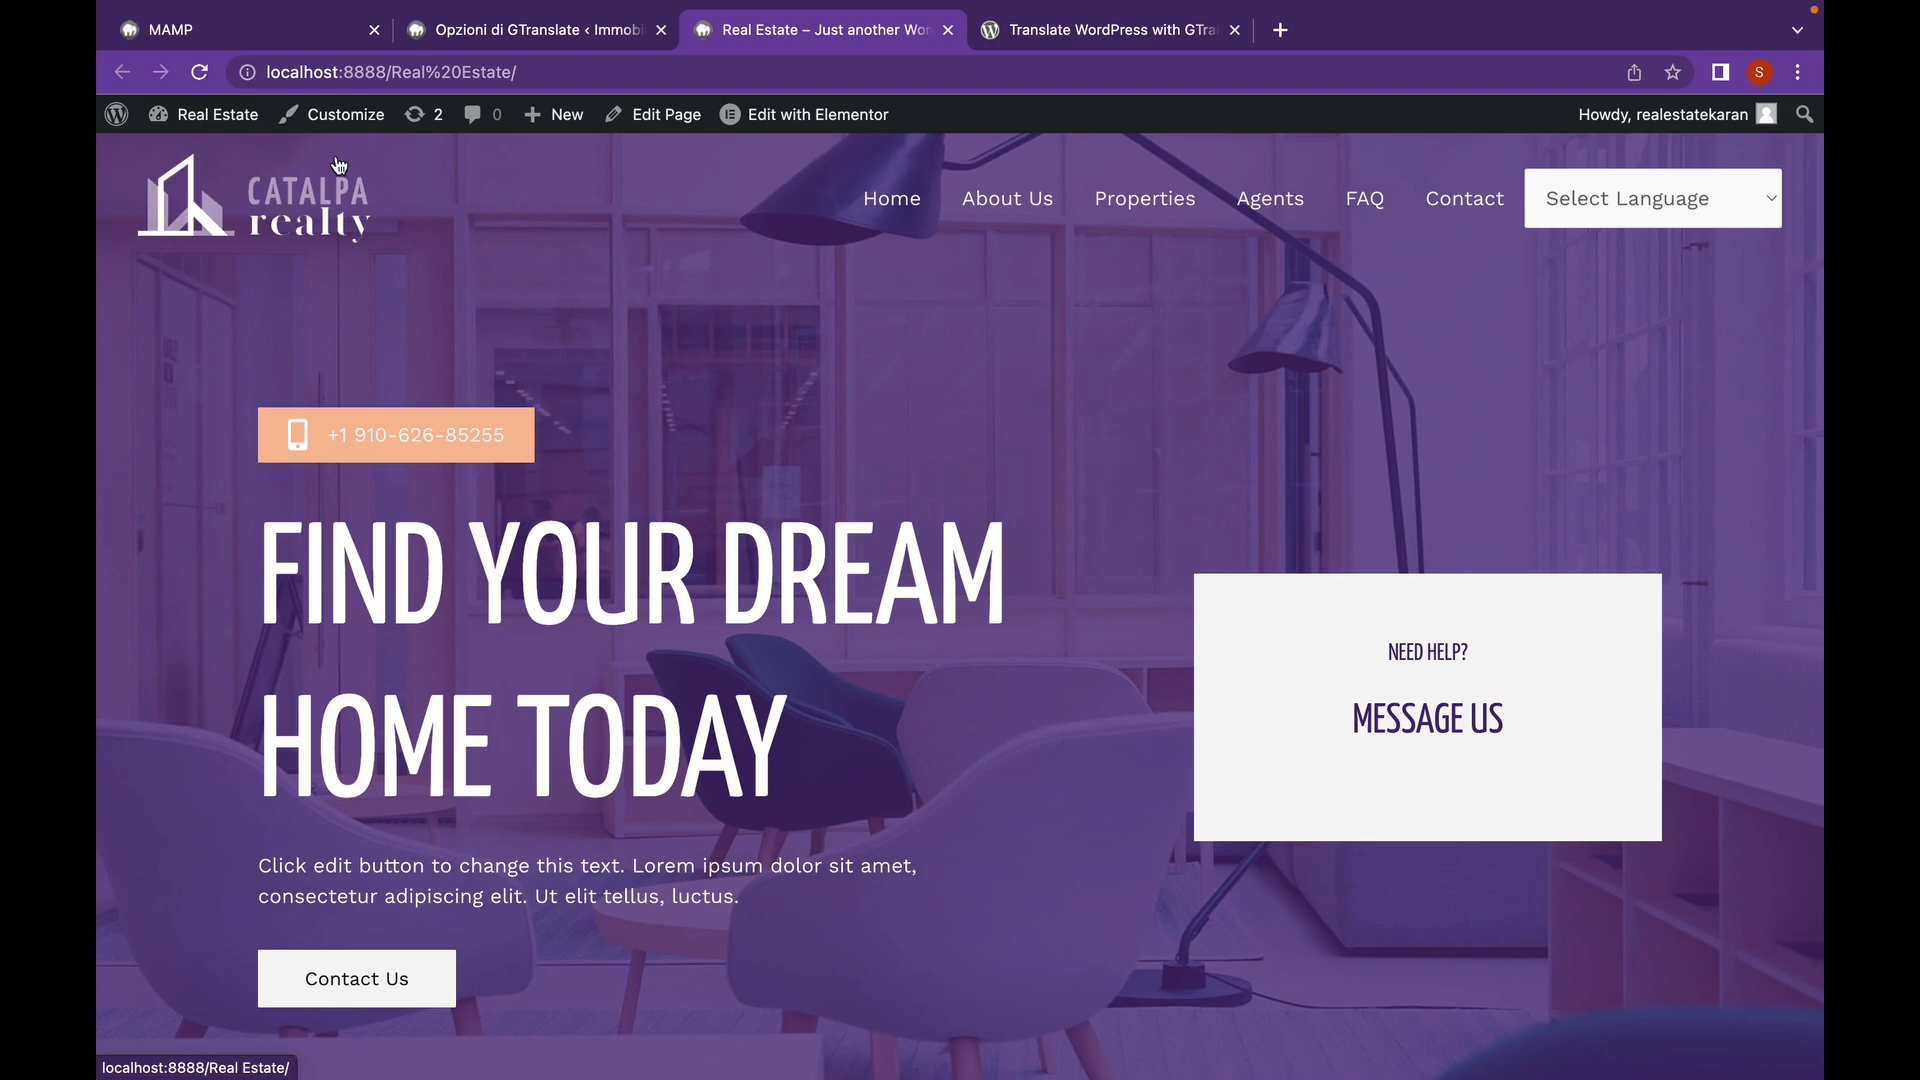 MAMP
Opzioni di GTranslate ‹ Immobi
Real Estate – Just another Wor
Translate WordPress with GTra
localhost:8888/Real%20Estate/
S
Real Estate
Customize
2
0
New
Edit Page
Edit with Elementor
Howdy, realestatekaran
CATALPA
realty
Home
About Us
Properties
Agents
FAQ
Contact
Select Language
+1 910-626-85255
FIND YOUR DREAM
HOME TODAY
NEED HELP?
MESSAGE US
Click edit button to change this text. Lorem ipsum dolor sit amet,
consectetur adipiscing elit. Ut elit tellus, luctus.
Contact Us
localhost:8888/Real Estate/